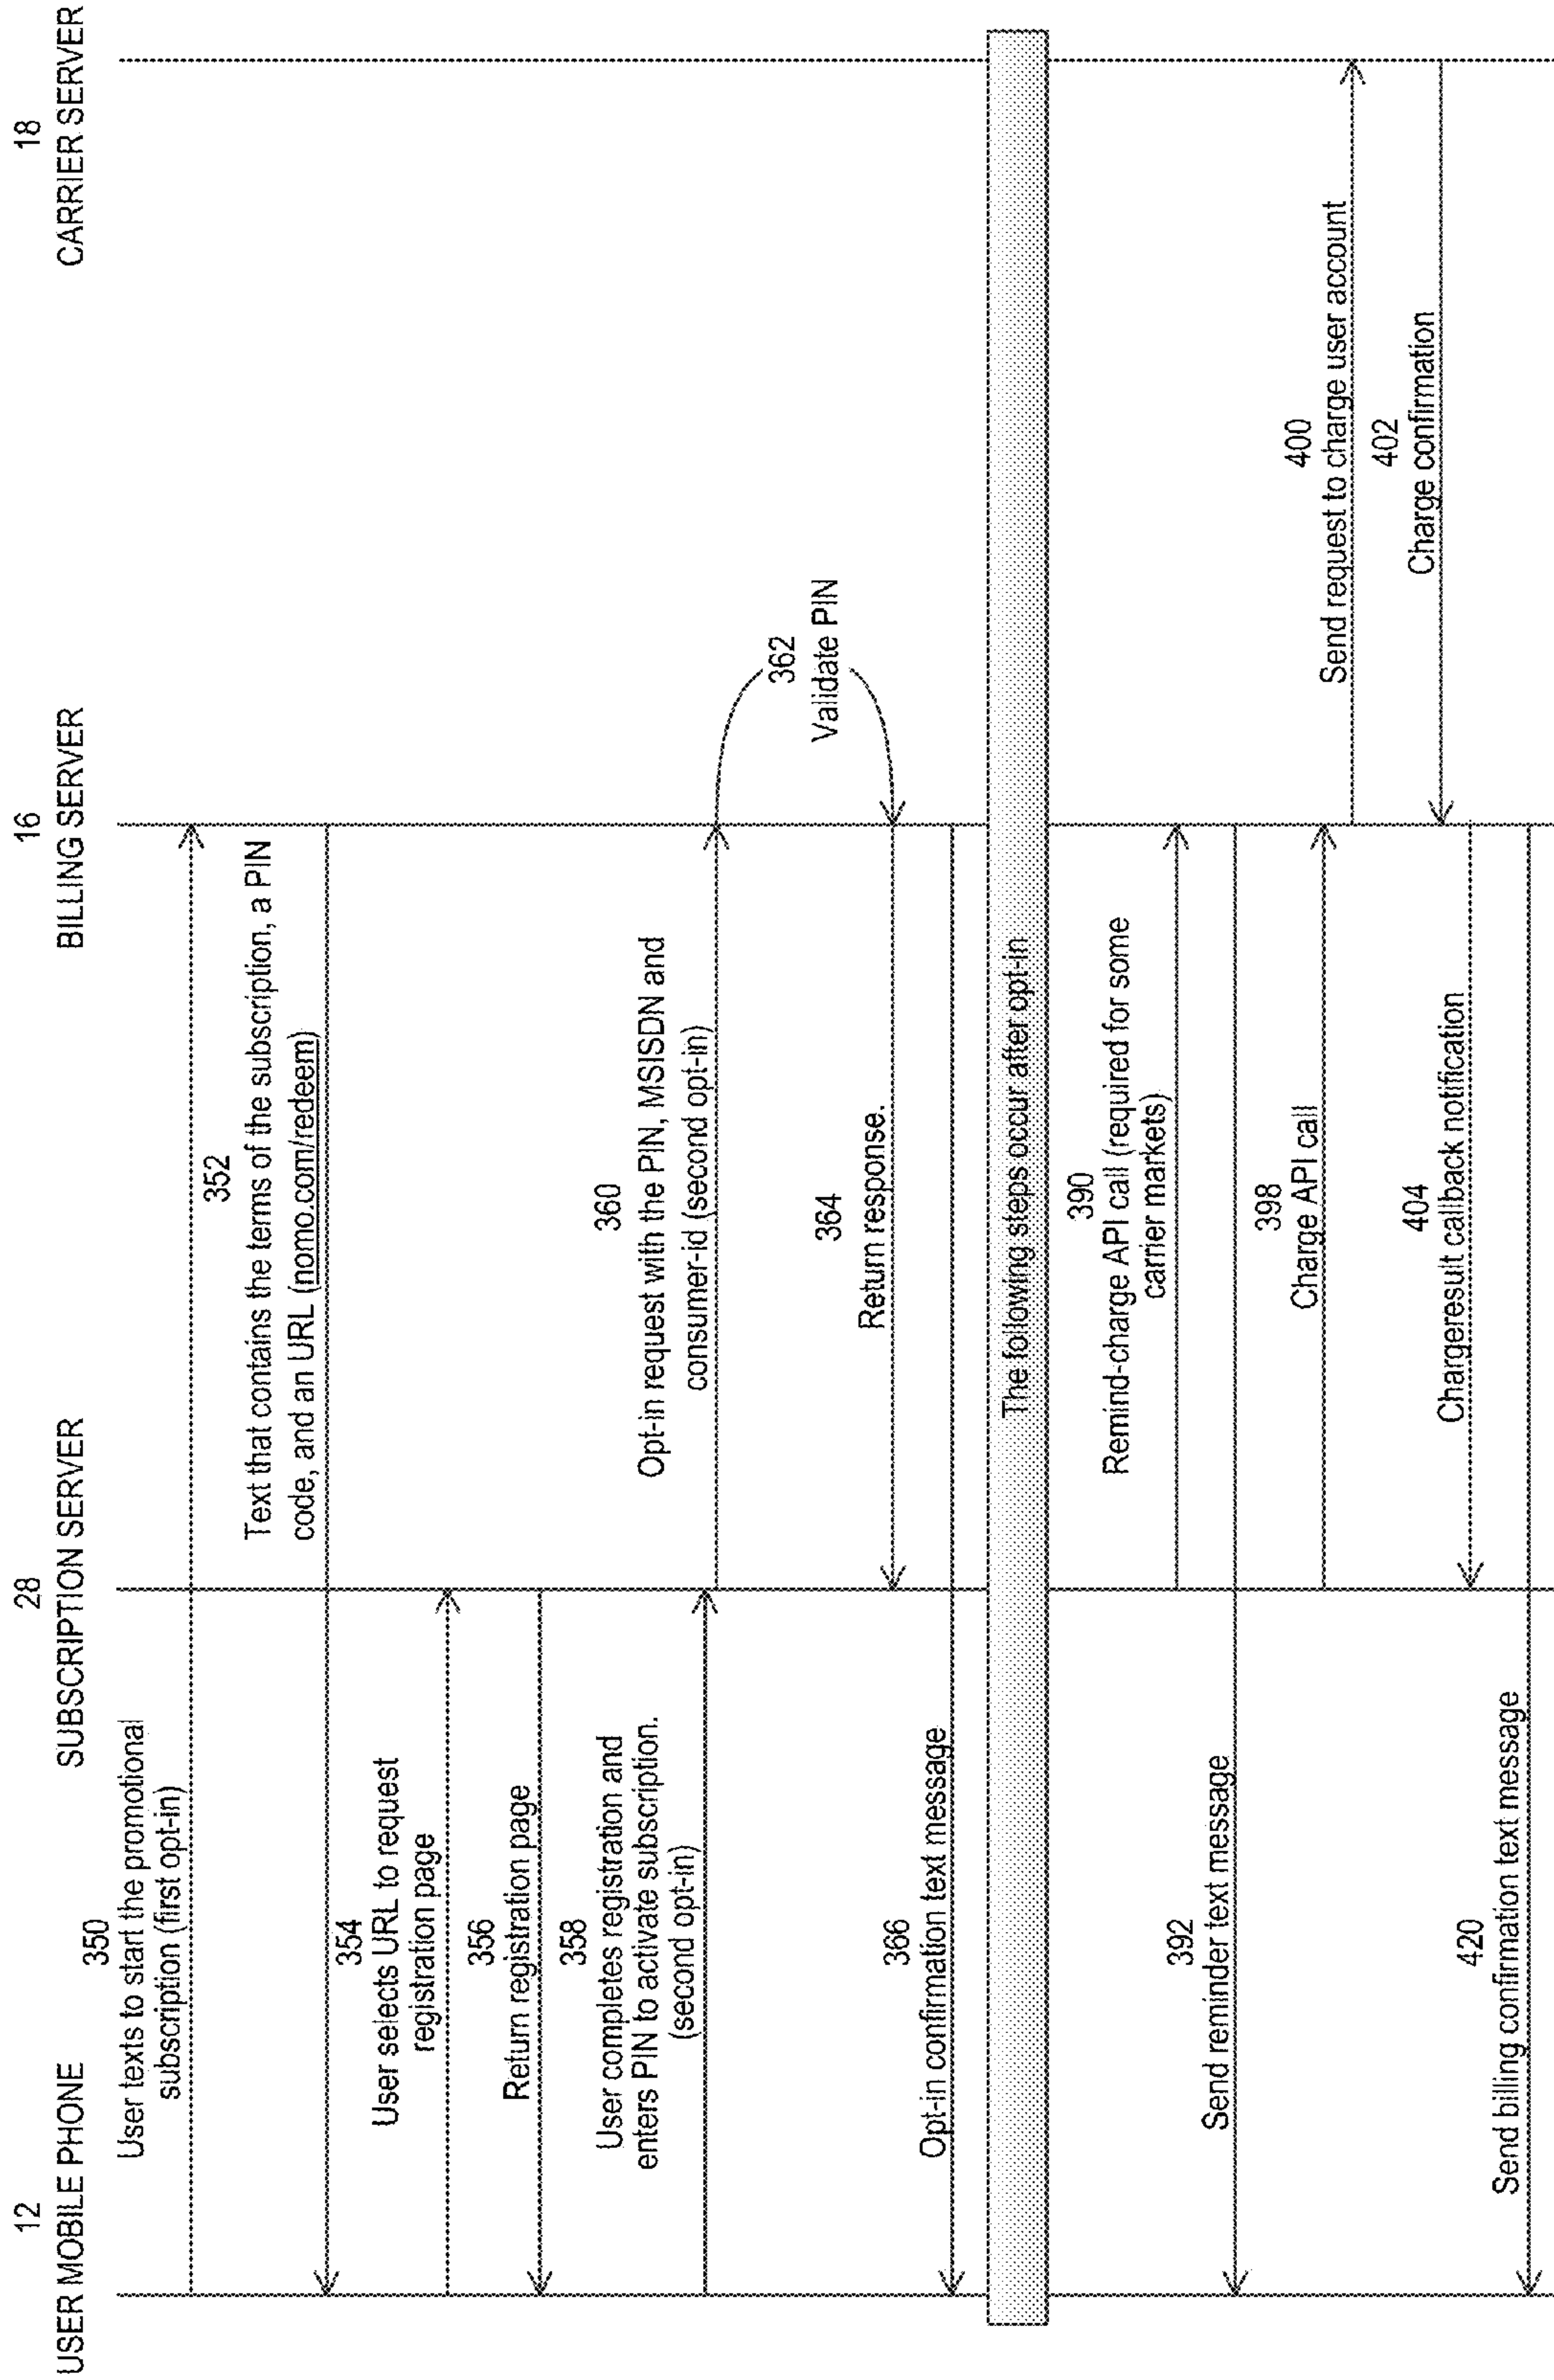 12
USER MOBILE PHONE
28
SUBSCRIPTION SERVER
16
BILLING SERVER
18
CARRIER SERVER
350
User texts to start the promotional
subscription (first opt-in)
352
Text that contains the terms of the subscription, a PIN
code, and an URL (nomo.com/redeem)
354
User selects URL to request
registration page
356
Return registration page
358
User completes registration and
enters PIN to activate subscription.
(second opt-in)
360
Opt-in request with the PIN, MSISDN and
consumer-id (second opt-in)
362
Validate PIN
364
Return response.
366
Opt-in confirmation text message
The following steps occur after opt-in
390
Remind-charge API call (required for some
carrier markets)
392
Send reminder text message
398
Charge API call
400
Send request to charge user account
402
Charge confirmation
404
Chargeresult callback notification
420
Send billing confirmation text message